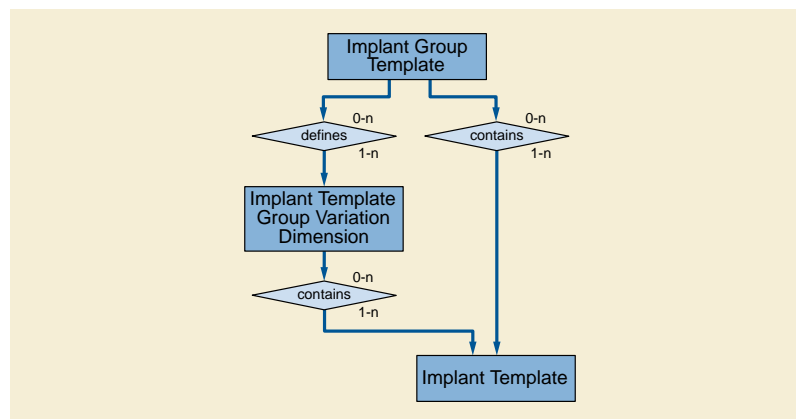 Implant Group
Template
0-n
0-n
defines
contains
1-n
1-n
Implant Template
Group Variation
Dimension
0-n
contains
1-n
Implant Template